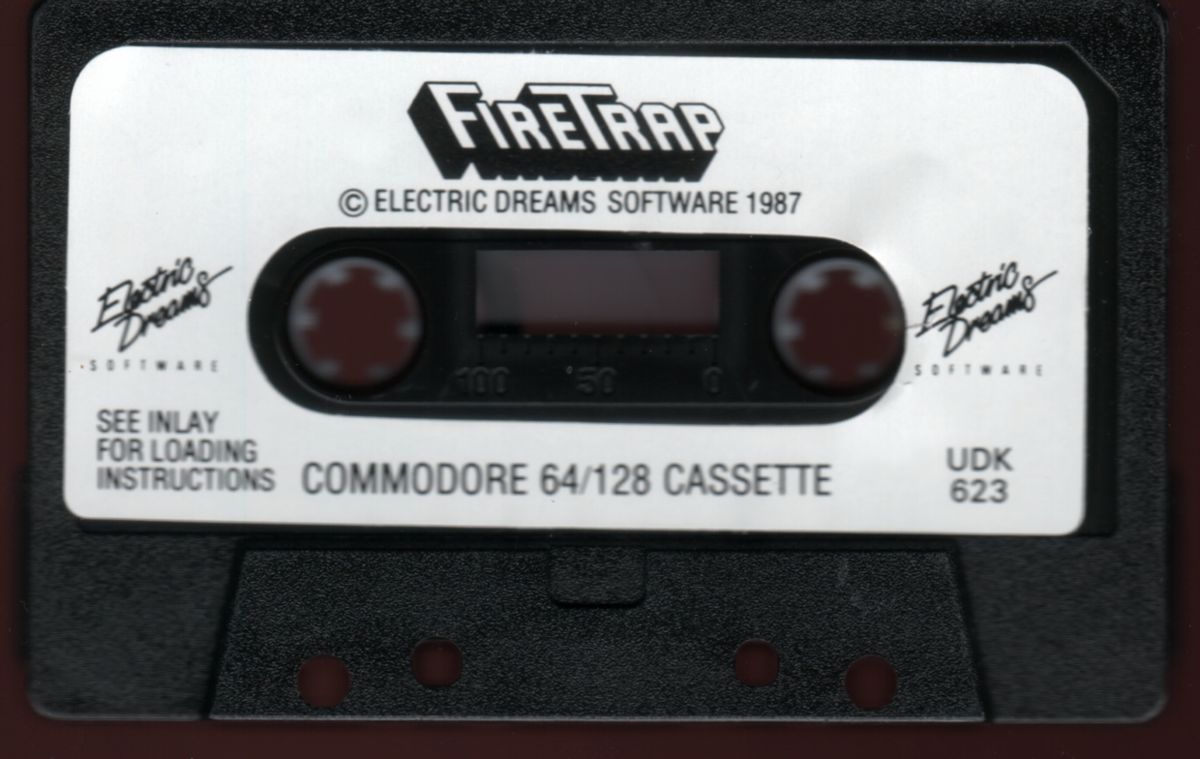 FIRETRAP
© ELECTRIC DREAMS SOFTWARE 1987
Electric
Dreams
SOFTWARE
Electric
Dreams
SOFTWARE
100 50 0
SEE INLAY
FOR LOADING
INSTRUCTIONS
COMMODORE 64/128 CASSETTE
UDK
623